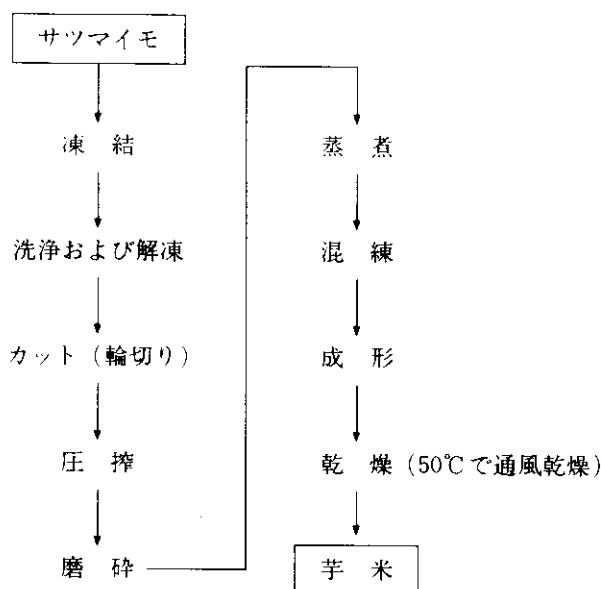 サツマイモ
凍 結
洗浄および解凍
カット（輪切り）
圧 搾
磨 砕
蒸 煮
混 練
成 形
乾 燥（50℃で通風乾燥）
芋 米